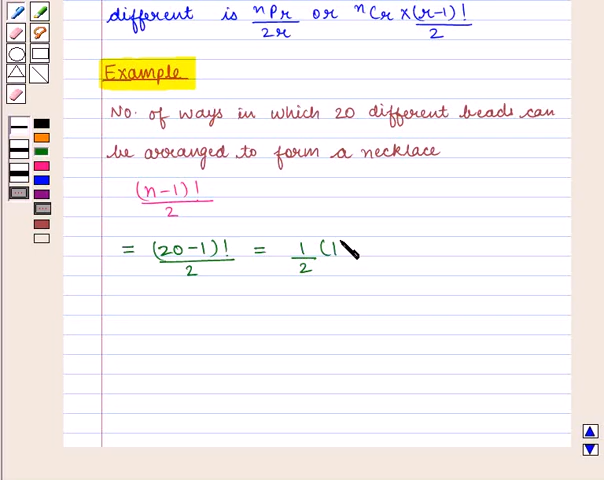 different is nPr/2r or nCr × (r-1)!/2
Example
No. of ways in which 20 different beads can
be arranged to form a necklace
(n-1)!/2
= (20-1)!/2 = 1/2 (1